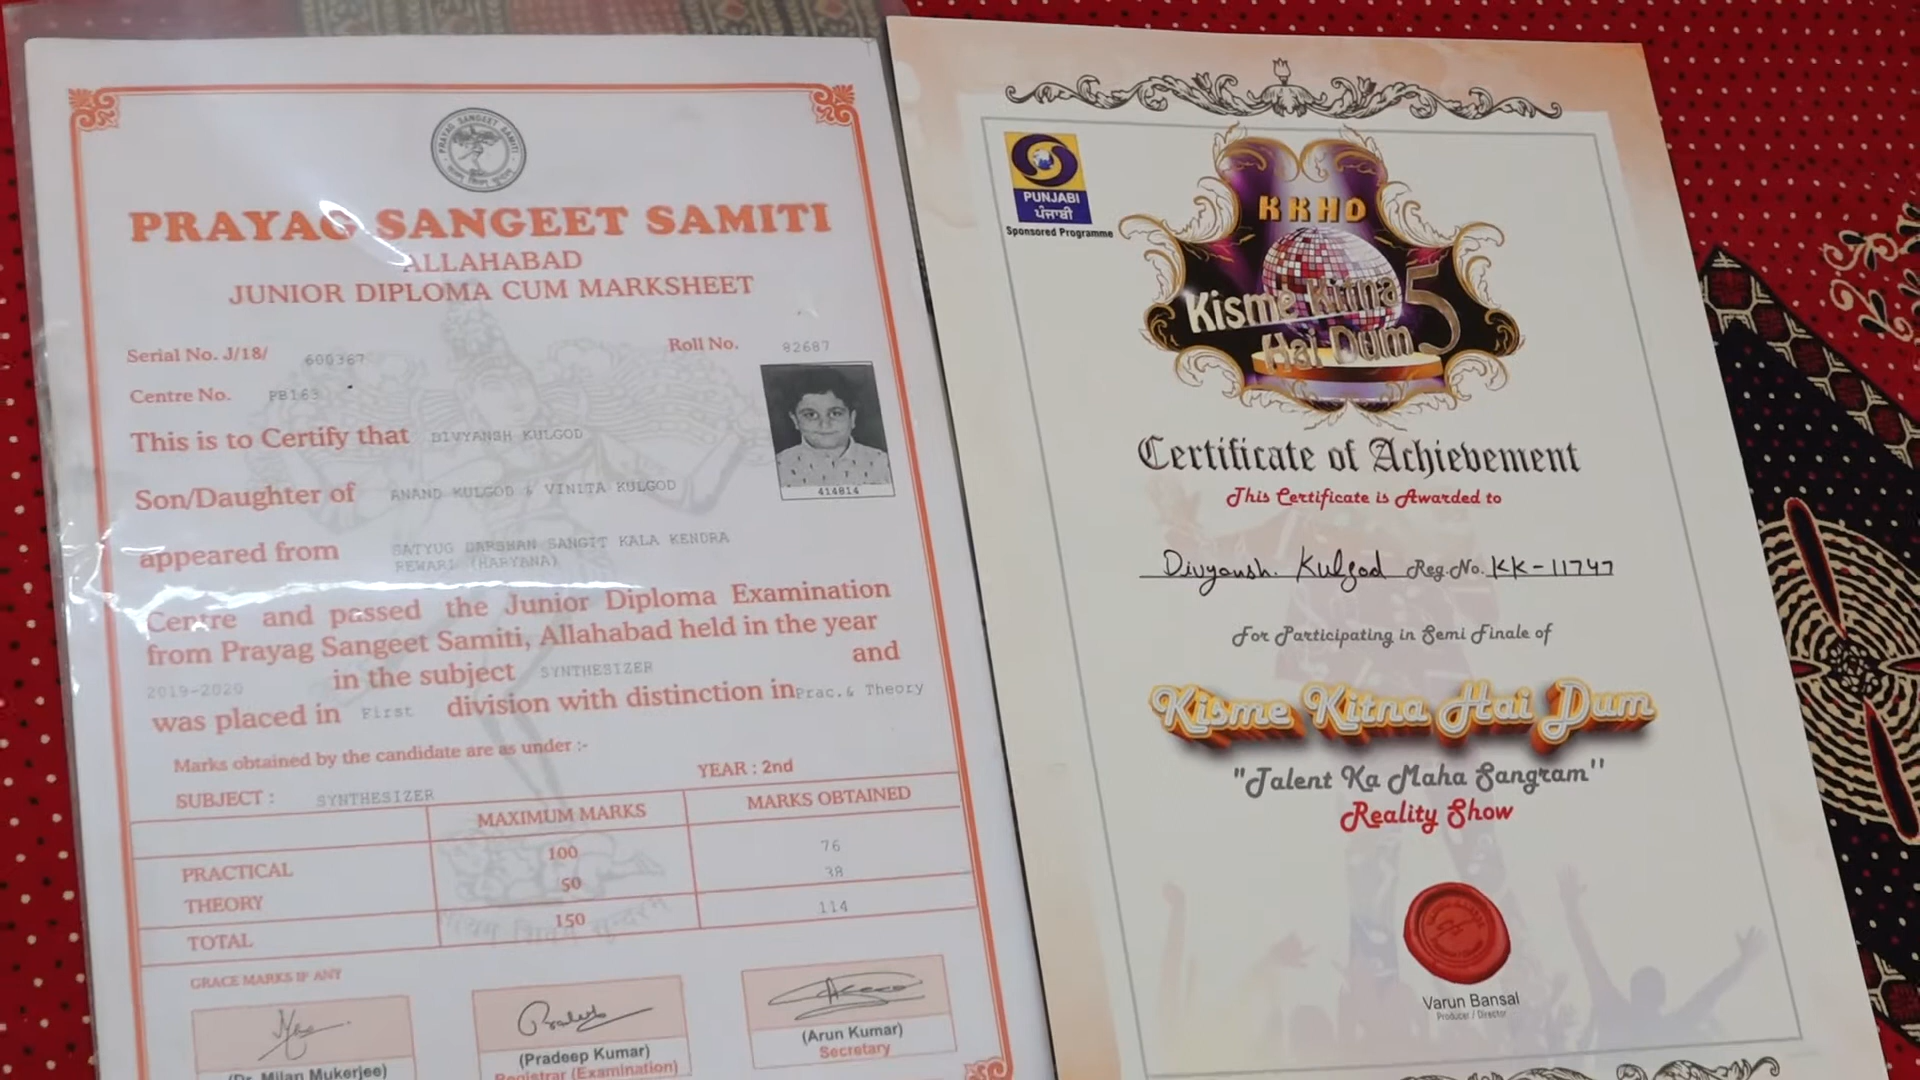 PRAYAG SANGEET SAMITI
PRAYAG SANGEET SAMITI
ALLAHABAD
JUNIOR DIPLOMA CUM MARKSHEET
Serial No. J/18/ 600367
Roll No. 82687
Centre No. PB163
414814
This is to Certify that DIVYANSH KULGOD
Son/Daughter of ANAND KULGOD & VINITA KULGOD
appeared from SATYUG DARSHAN SANGIT KALA KENDRA
REWARI (HARYANA)
Centre and passed the Junior Diploma Examination
from Prayag Sangeet Samiti, Allahabad held in the year
2019-2020 in the subject SYNTHESIZER and
was placed in First division with distinction in Prac.& Theory
Marks obtained by the candidate are as under :-
YEAR : 2nd
SUBJECT : SYNTHESIZER
MAXIMUM MARKS MARKS OBTAINED
PRACTICAL 100 76
THEORY 50 38
TOTAL 150 114
GRACE MARKS IF ANY
(Dr. Milan Mukerjee)
(Pradeep Kumar)
Registrar (Examination)
(Arun Kumar)
Secretary
PUNJABI
ਪੰਜਾਬੀ
Sponsored Programme
KKHD
Kisme Kitna 5
Hai Dum
Certificate of Achievement
This Certificate is Awarded to
Divyansh. Kulgod Reg.No. KK-11747
For Participating in Semi Finale of
Kisme Kitna Hai Dum
"Talent Ka Maha Sangram"
Reality Show
Varun Bansal
Producer / Director